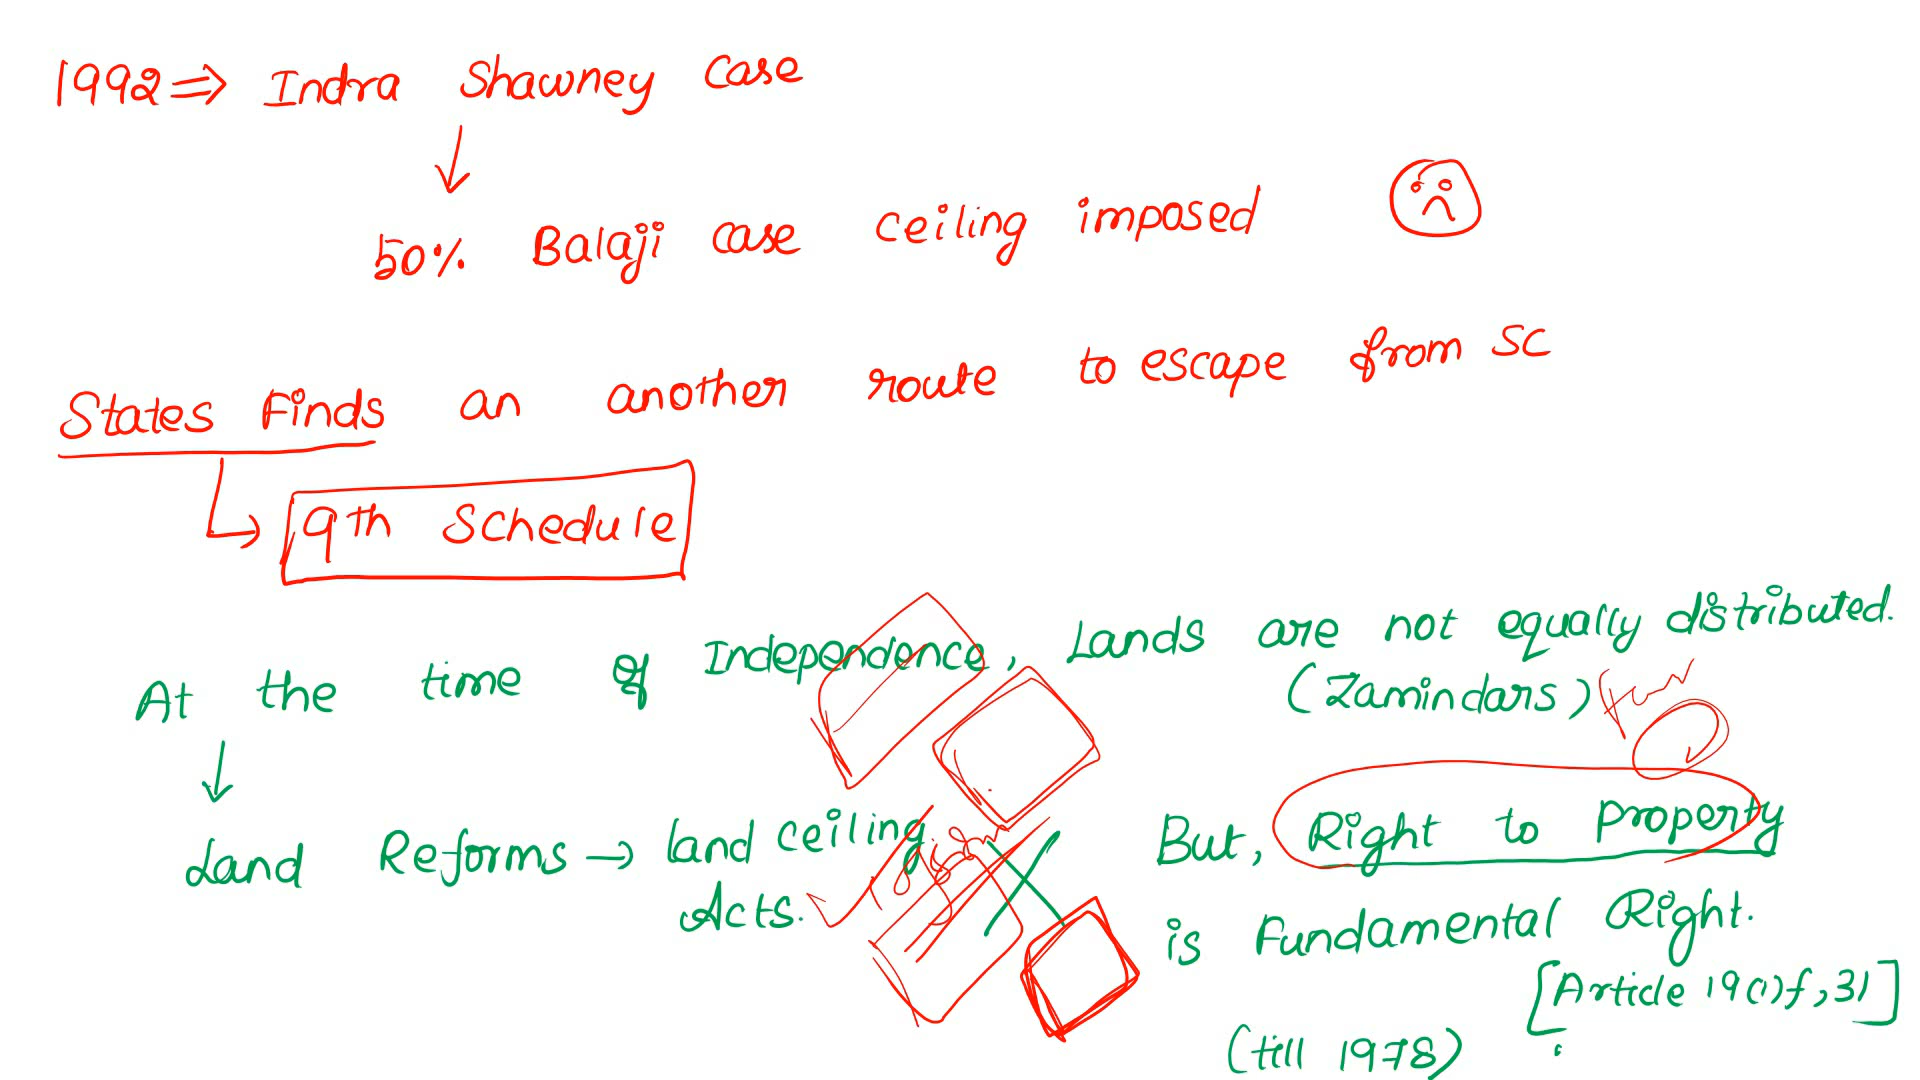 1992 ⇒ Indra Shawney case
↓
50% Balaji case ceiling imposed
States Finds an another route to escape from SC
9th Schedule
At the time of Independence, Lands are not equally distributed.
(Zamindars)
↓
Land Reforms → land ceiling Acts.
But, Right to property
is Fundamental Right.
[Article 19(1)f, 31]
(till 1978)